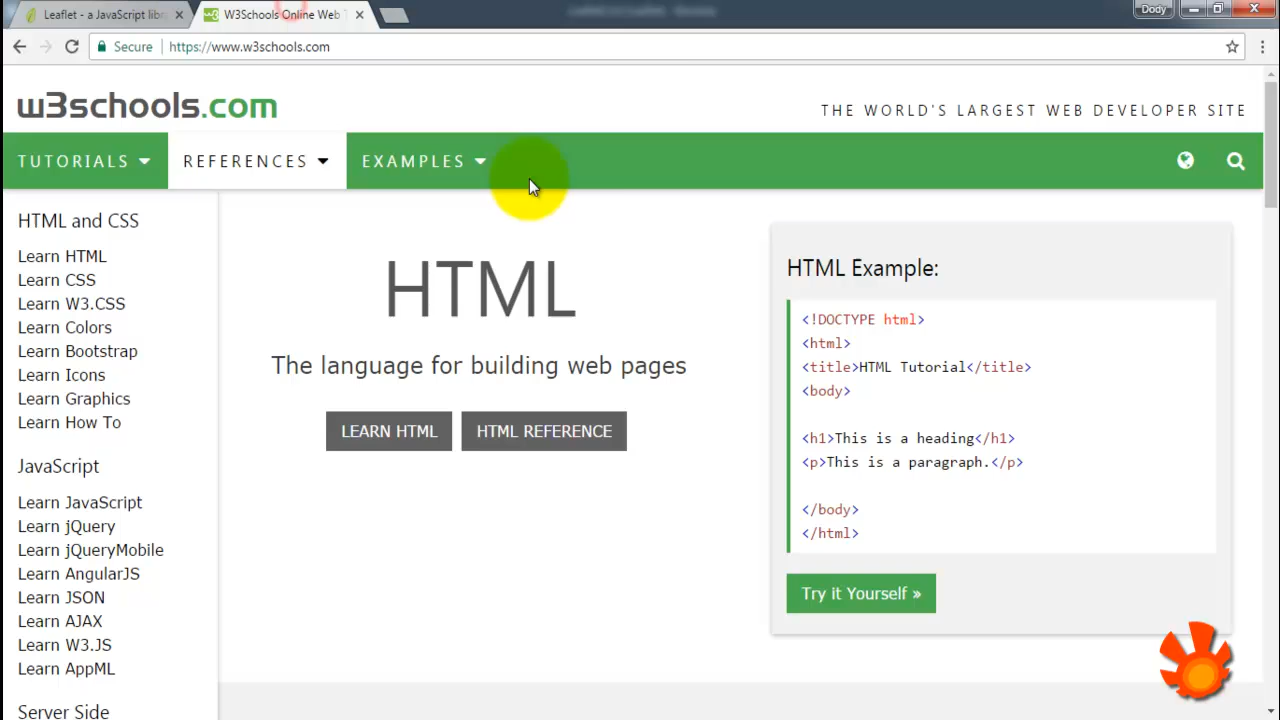 Leaflet - a JavaScript libr
W3Schools Online Web
Dody
Secure
https://www.w3schools.com
w3schools.com
THE WORLD'S LARGEST WEB DEVELOPER SITE
TUTORIALS
REFERENCES
EXAMPLES
HTML and CSS
Learn HTML
Learn CSS
Learn W3.CSS
Learn Colors
Learn Bootstrap
Learn Icons
Learn Graphics
Learn How To
JavaScript
Learn JavaScript
Learn jQuery
Learn jQueryMobile
Learn AngularJS
Learn JSON
Learn AJAX
Learn W3.JS
Learn AppML
Server Side
HTML
The language for building web pages
LEARN HTML
HTML REFERENCE
HTML Example:
<!DOCTYPE html>
<html>
<title>HTML Tutorial</title>
<body>
<h1>This is a heading</h1>
<p>This is a paragraph.</p>
</body>
</html>
Try it Yourself »